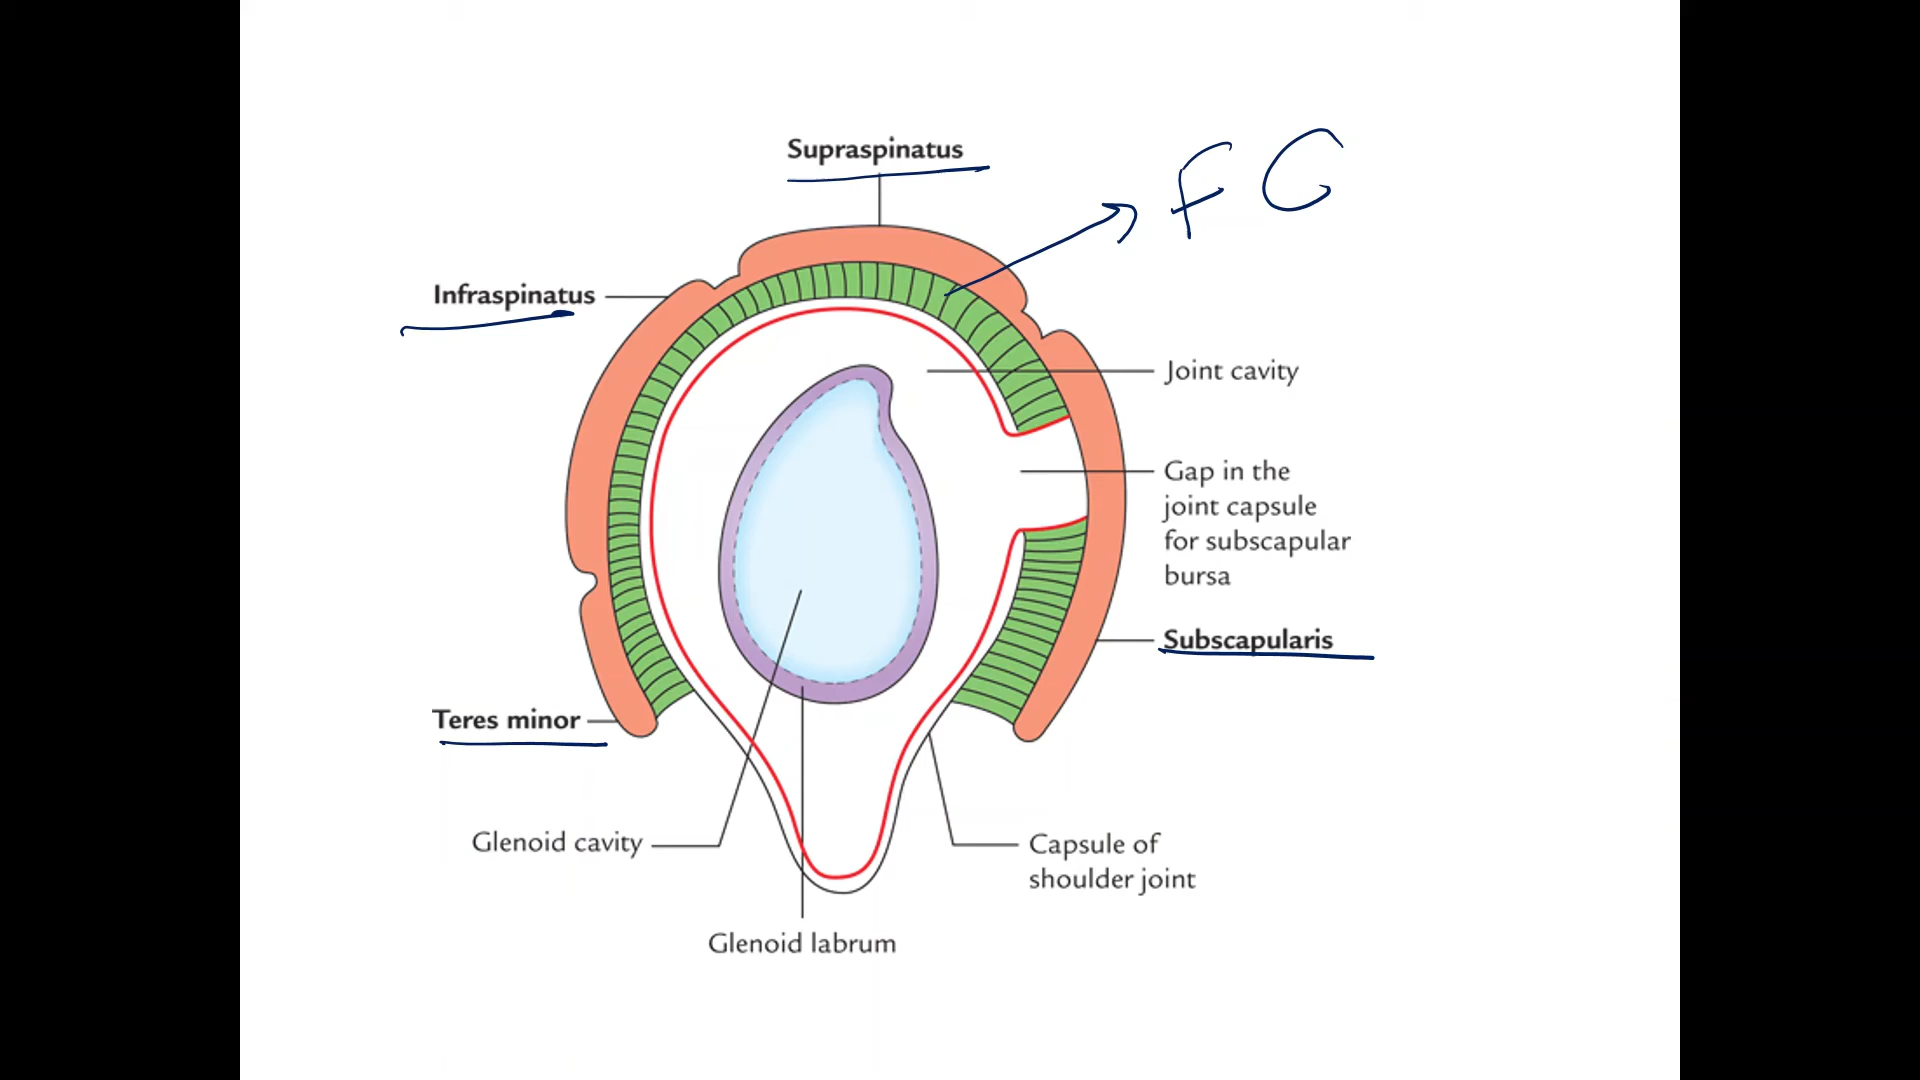 Supraspinatus
F C
Infraspinatus
Joint cavity
Gap in the
joint capsule
for subscapular
bursa
Subscapularis
Teres minor
Glenoid cavity
Capsule of
shoulder joint
Glenoid labrum